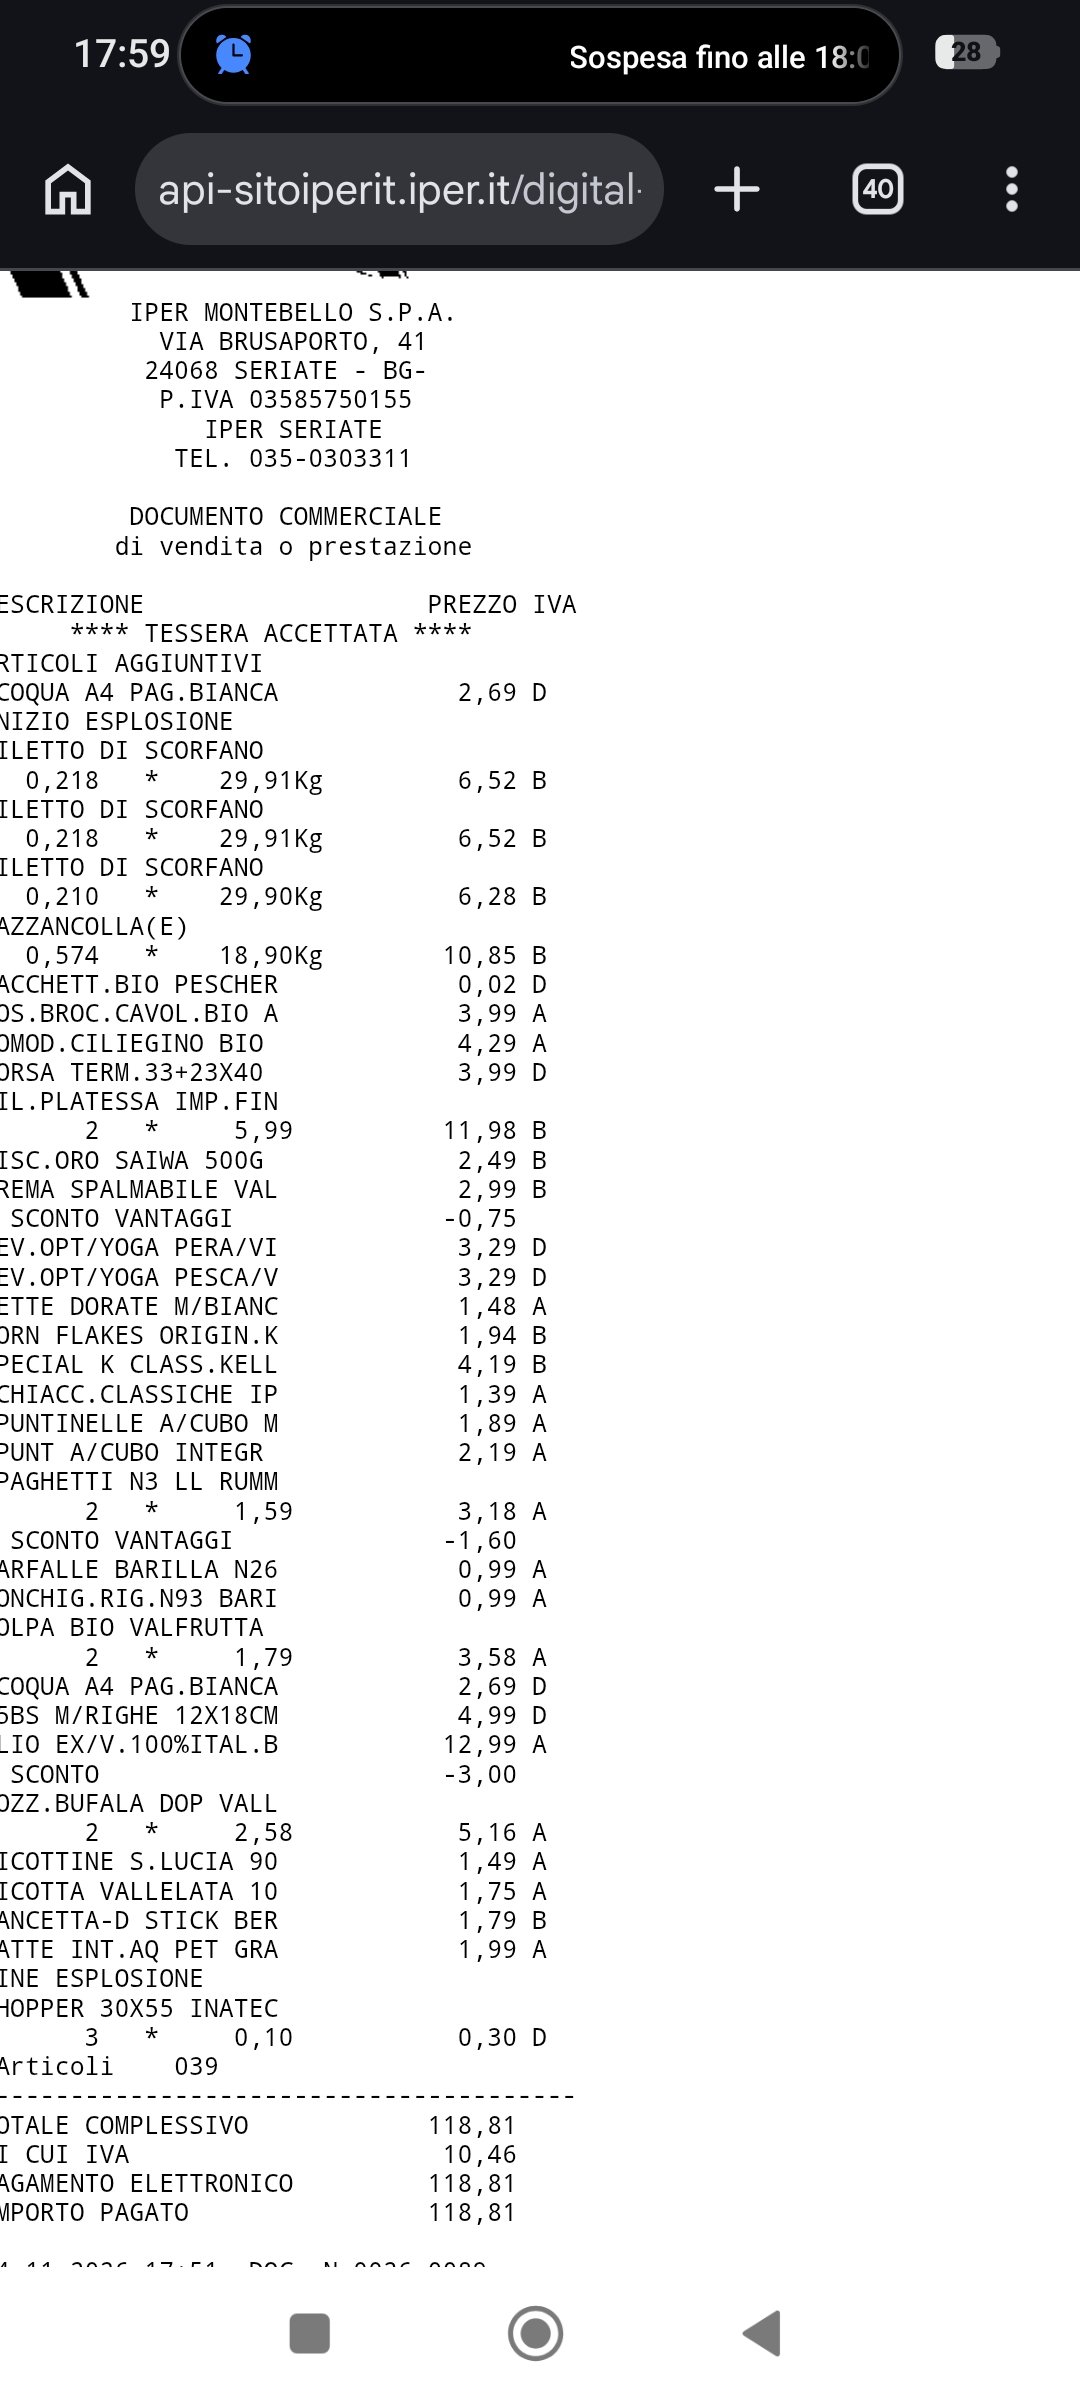 17:59
Sospesa fino alle 18:0
28
api-sitoiperit.iper.it/digital-
40
IPER MONTEBELLO S.P.A.
VIA BRUSAPORTO, 41
24068 SERIATE - BG-
P.IVA 03585750155
IPER SERIATE
TEL. 035-0303311
DOCUMENTO COMMERCIALE
di vendita o prestazione
ESCRIZIONE PREZZO IVA
**** TESSERA ACCETTATA ****
RTICOLI AGGIUNTIVI
COQUA A4 PAG.BIANCA 2,69 D
NIZIO ESPLOSIONE
ILETTO DI SCORFANO
0,218 * 29,91Kg 6,52 B
ILETTO DI SCORFANO
0,218 * 29,91Kg 6,52 B
ILETTO DI SCORFANO
0,210 * 29,90Kg 6,28 B
AZZANCOLLA(E)
0,574 * 18,90Kg 10,85 B
ACCHETT.BIO PESCHER 0,02 D
OS.BROC.CAVOL.BIO A 3,99 A
OMOD.CILIEGINO BIO 4,29 A
ORSA TERM.33+23X40 3,99 D
IL.PLATESSA IMP.FIN
2 * 5,99 11,98 B
ISC.ORO SAIWA 500G 2,49 B
REMA SPALMABILE VAL 2,99 B
SCONTO VANTAGGI -0,75
EV.OPT/YOGA PERA/VI 3,29 D
EV.OPT/YOGA PESCA/V 3,29 D
ETTE DORATE M/BIANC 1,48 A
ORN FLAKES ORIGIN.K 1,94 B
PECIAL K CLASS.KELL 4,19 B
CHIACC.CLASSICHE IP 1,39 A
PUNTINELLE A/CUBO M 1,89 A
PUNT A/CUBO INTEGR 2,19 A
PAGHETTI N3 LL RUMM
2 * 1,59 3,18 A
SCONTO VANTAGGI -1,60
ARFALLE BARILLA N26 0,99 A
ONCHIG.RIG.N93 BARI 0,99 A
OLPA BIO VALFRUTTA
2 * 1,79 3,58 A
COQUA A4 PAG.BIANCA 2,69 D
5BS M/RIGHE 12X18CM 4,99 D
LIO EX/V.100%ITAL.B 12,99 A
SCONTO -3,00
OZZ.BUFALA DOP VALL
2 * 2,58 5,16 A
ICOTTINE S.LUCIA 90 1,49 A
ICOTTA VALLELATA 10 1,75 A
ANCETTA-D STICK BER 1,79 B
ATTE INT.AQ PET GRA 1,99 A
INE ESPLOSIONE
HOPPER 30X55 INATEC
3 * 0,10 0,30 D
Articoli 039
---------------------------------------
OTALE COMPLESSIVO 118,81
I CUI IVA 10,46
AGAMENTO ELETTRONICO 118,81
MPORTO PAGATO 118,81